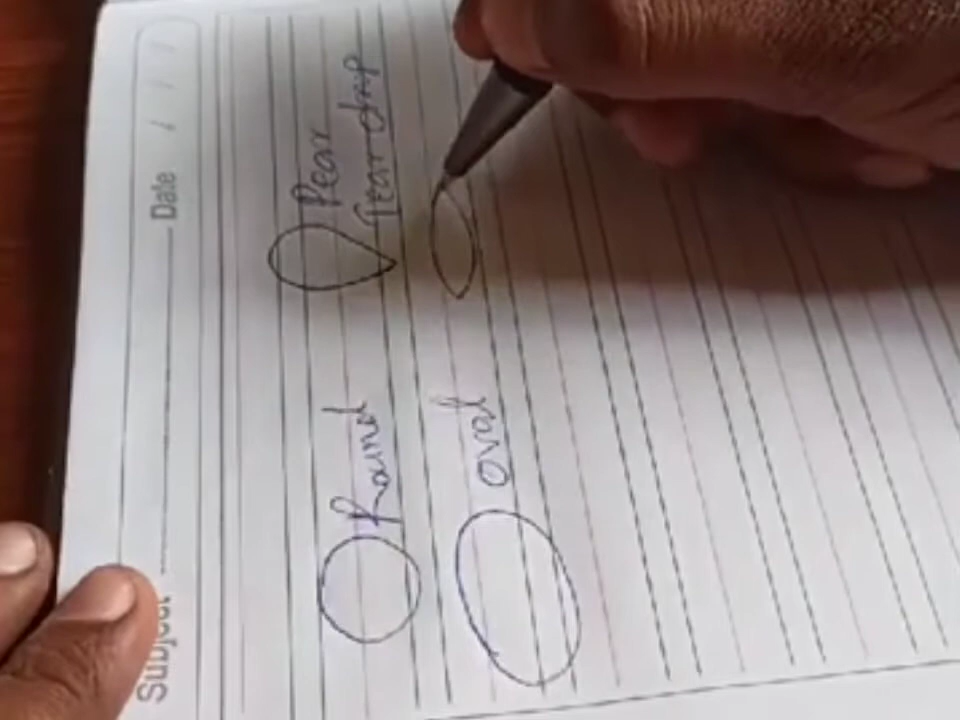 Subject Date / / /
Round
Pear
Tear drop
Oval